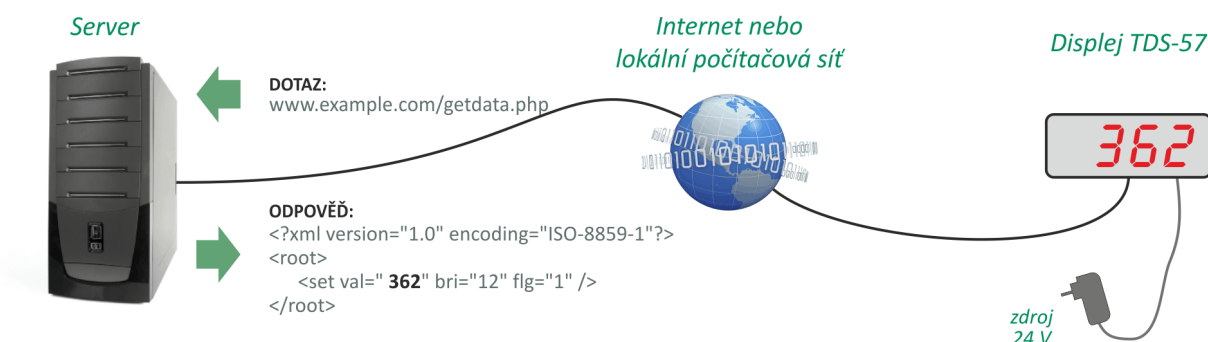 Server
Internet nebo
lokální počítačová síť
Displej TDS-57
DOTAZ:
www.example.com/getdata.php
362
ODPOVĚĎ:
<?xml version="1.0" encoding="ISO-8859-1"?>
<root>
<set val=" 362" bri="12" flg="1" />
</root>
zdroj
24 V